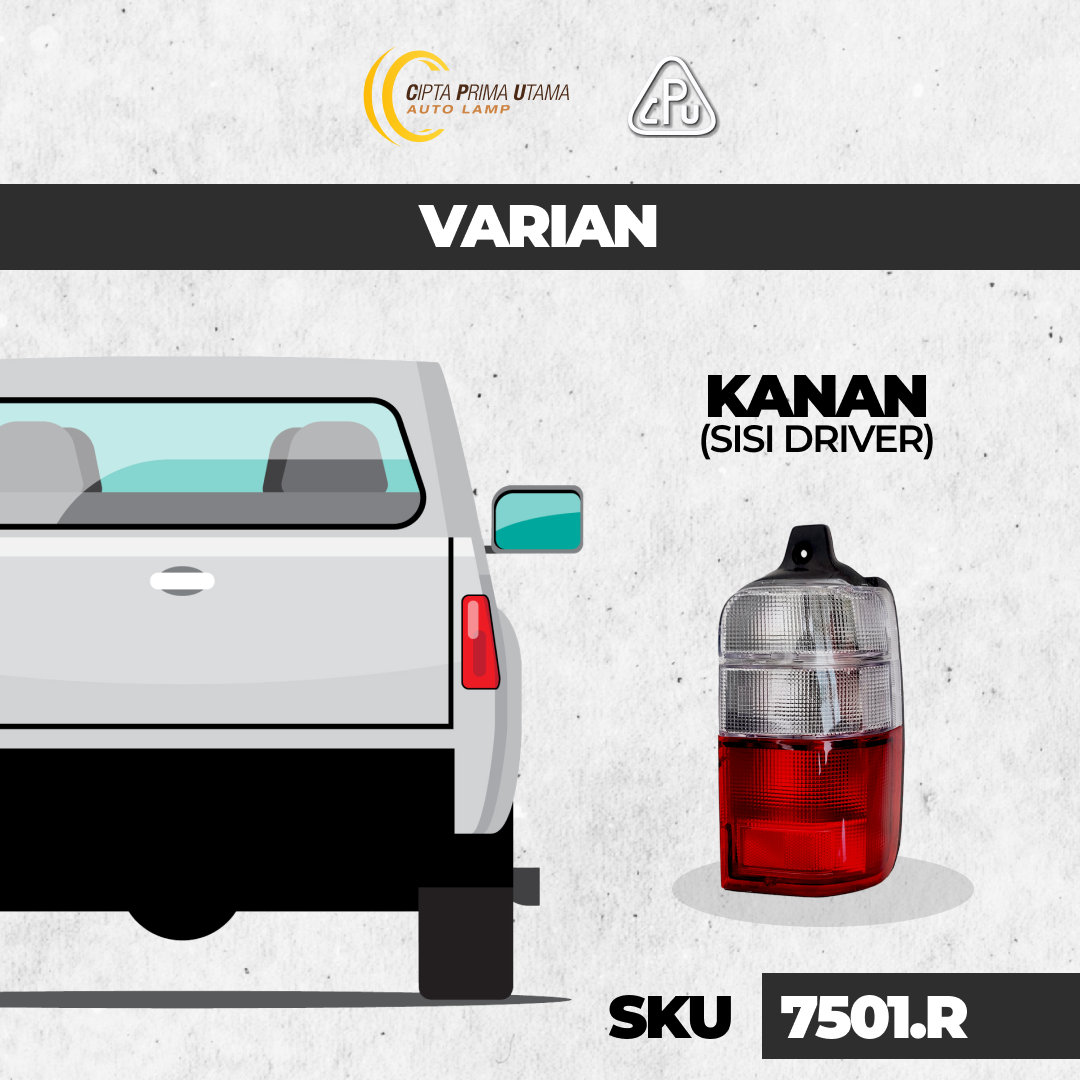 CIPTA PRIMA UTAMA
AUTO LAMP
CPU
VARIAN
KANAN
(SISI DRIVER)
SKU 7501.R